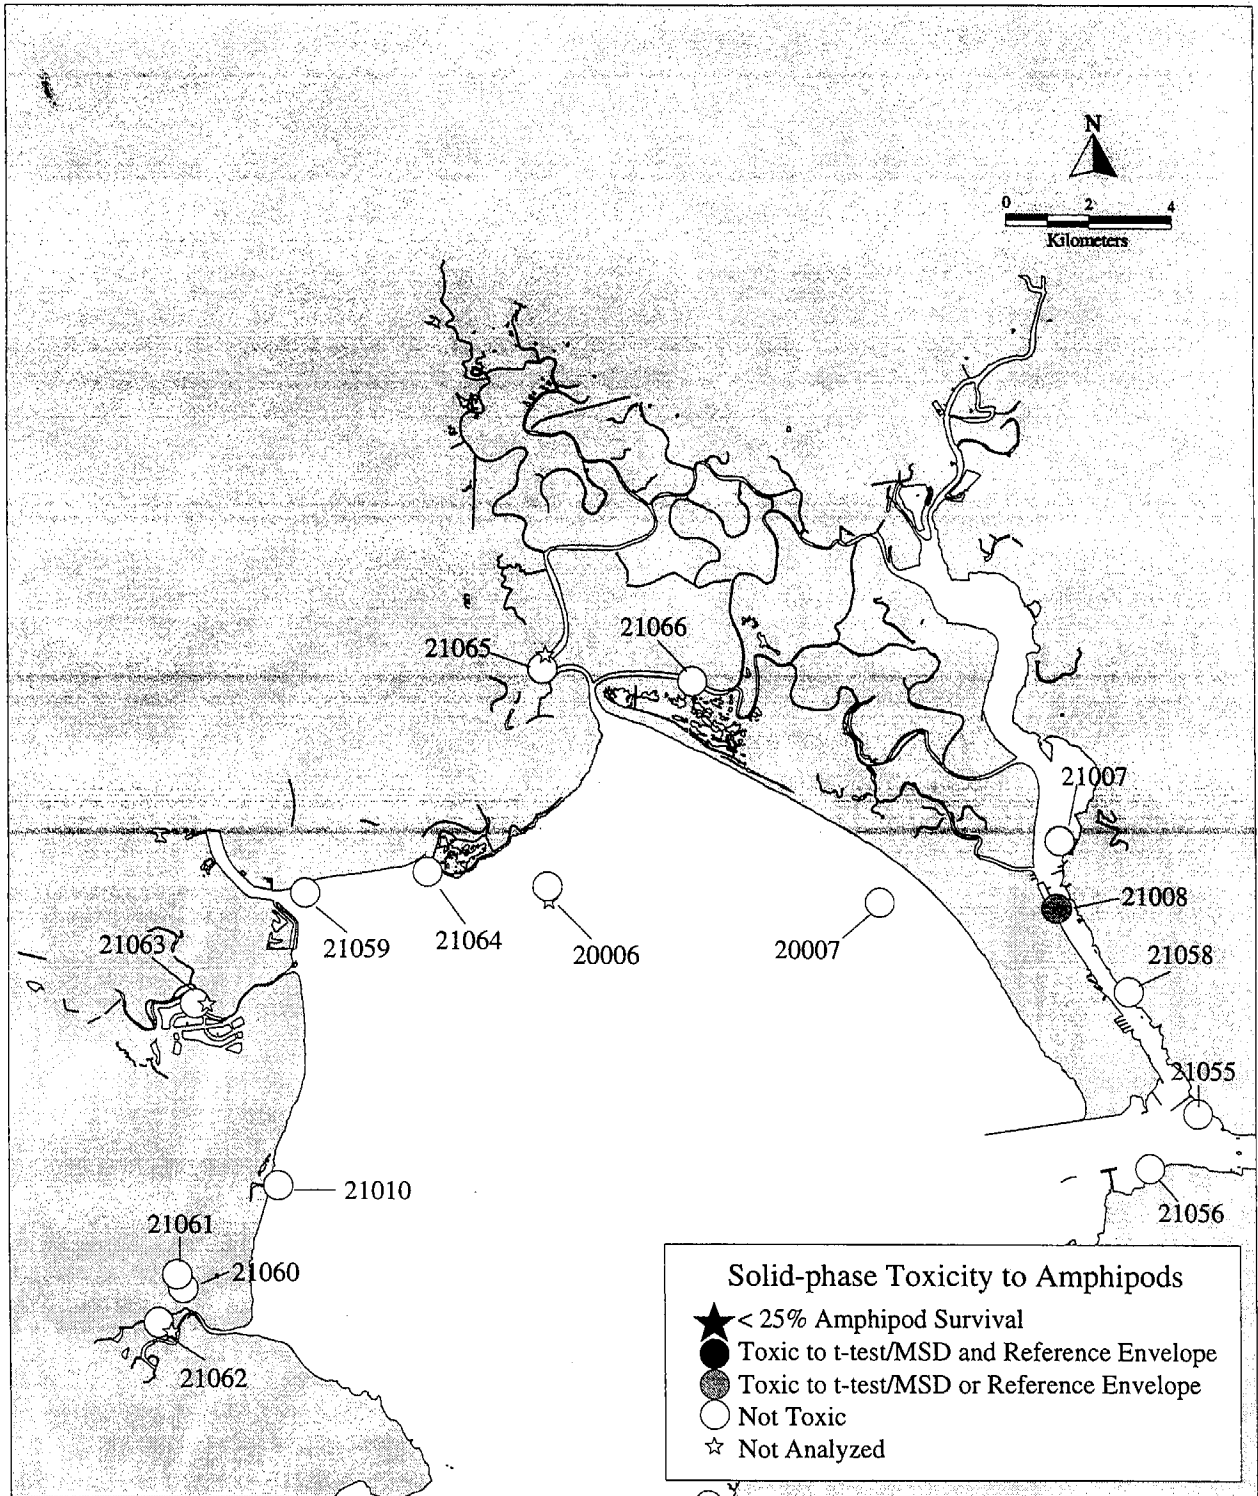 N
0 2 4
Kilometers
21066
21065
21007
21008
21063
21059
21064
20006
20007
21058
21055
21010
21056
21061
21060
21062
Solid-phase Toxicity to Amphipods
< 25% Amphipod Survival
Toxic to t-test/MSD and Reference Envelope
Toxic to t-test/MSD or Reference Envelope
Not Toxic
Not Analyzed